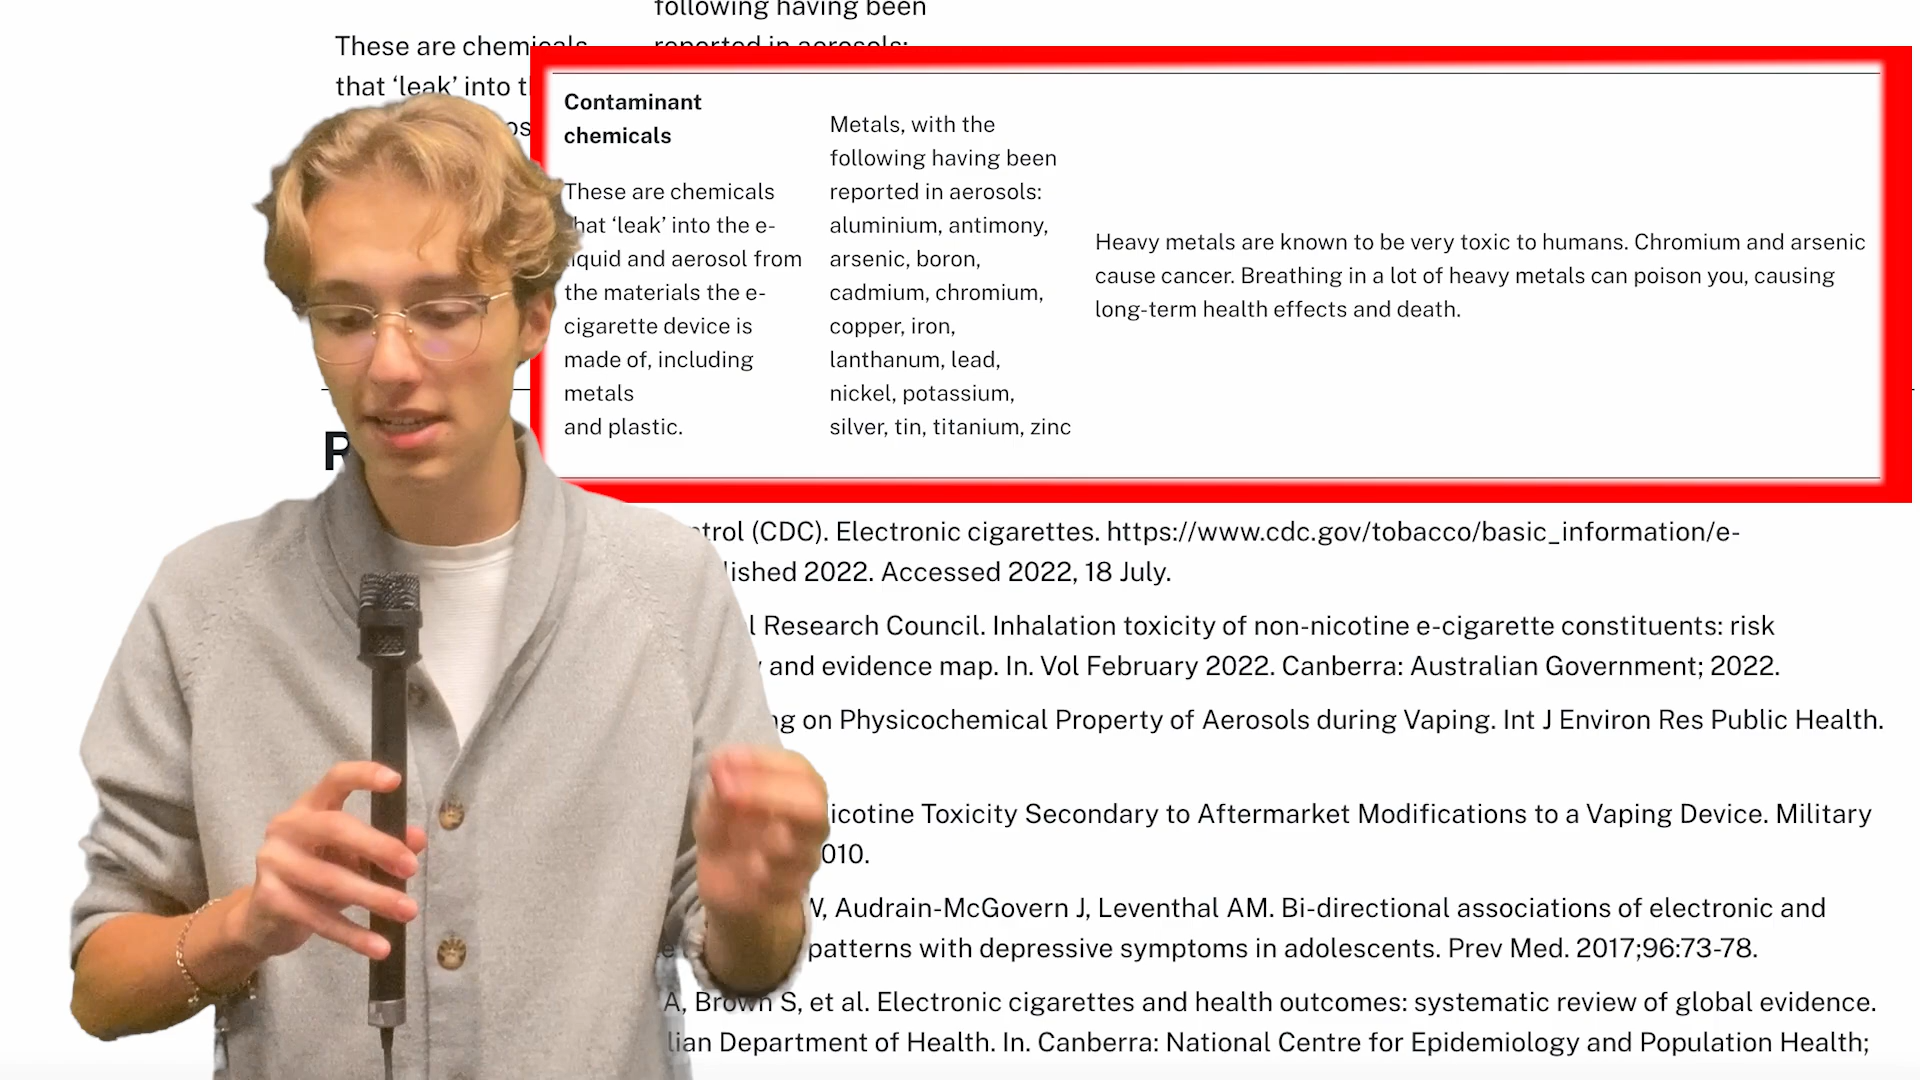 following having been
These are chemicals
reported in aerosols:
that ‘leak’ into
Contaminant
chemicals
These are chemicals
that ‘leak’ into the e-
liquid and aerosol from
the materials the e-
cigarette device is
made of, including
metals
and plastic.
Metals, with the
following having been
reported in aerosols:
aluminium, antimony,
arsenic, boron,
cadmium, chromium,
copper, iron,
lanthanum, lead,
nickel, potassium,
silver, tin, titanium, zinc
Heavy metals are known to be very toxic to humans. Chromium and arsenic
cause cancer. Breathing in a lot of heavy metals can poison you, causing
long-term health effects and death.
(CDC). Electronic cigarettes. https://www.cdc.gov/tobacco/basic_information/e-
2022. Accessed 2022, 18 July.
Research Council. Inhalation toxicity of non-nicotine e-cigarette constituents: risk
and evidence map. In. Vol February 2022. Canberra: Australian Government; 2022.
on Physicochemical Property of Aerosols during Vaping. Int J Environ Res Public Health.
Nicotine Toxicity Secondary to Aftermarket Modifications to a Vaping Device. Military
010.
W, Audrain-McGovern J, Leventhal AM. Bi-directional associations of electronic and
patterns with depressive symptoms in adolescents. Prev Med. 2017;96:73-78.
A, Brown S, et al. Electronic cigarettes and health outcomes: systematic review of global evidence.
Department of Health. In. Canberra: National Centre for Epidemiology and Population Health;